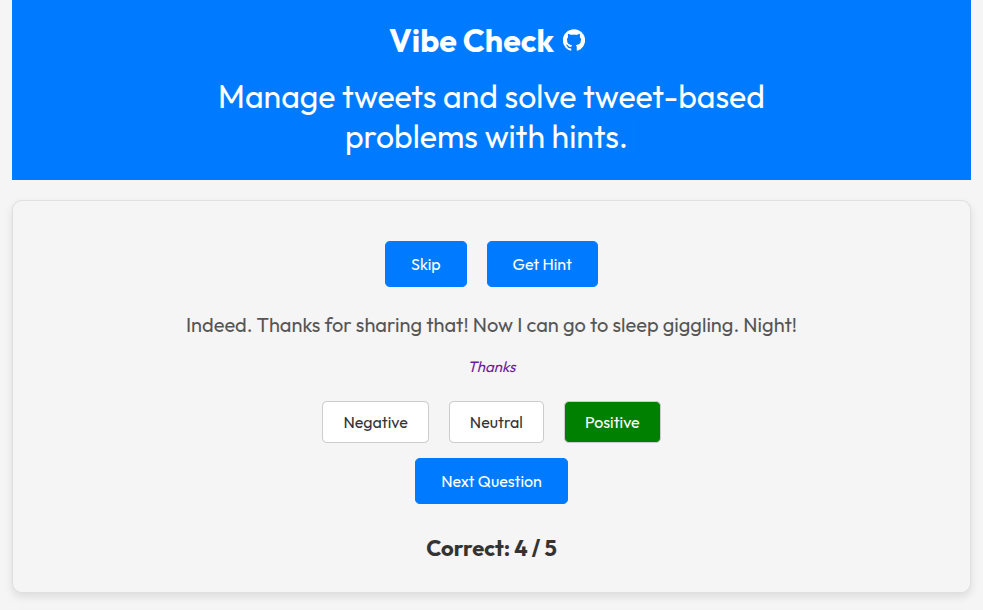 Vibe Check
Manage tweets and solve tweet-based
problems with hints.
Skip
Get Hint
Indeed. Thanks for sharing that! Now I can go to sleep giggling. Night!
Thanks
Negative
Neutral
Positive
Next Question
Correct: 4 / 5